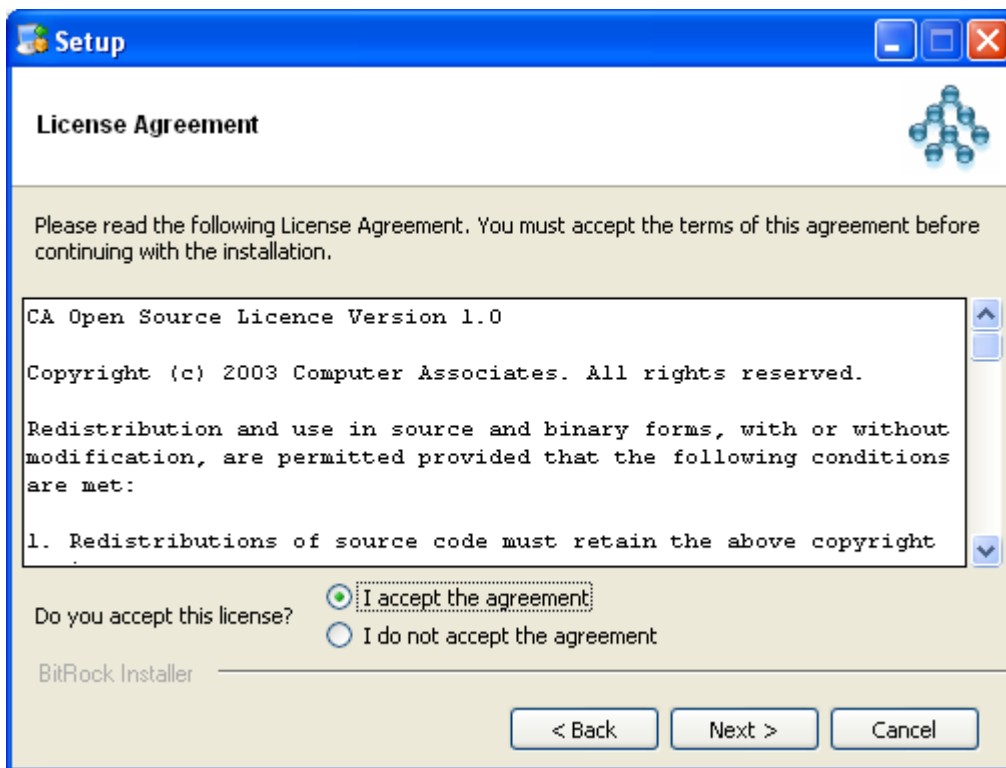 Setup
License Agreement
Please read the following License Agreement. You must accept the terms of this agreement before
continuing with the installation.
CA Open Source Licence Version 1.0
Copyright (c) 2003 Computer Associates. All rights reserved.
Redistribution and use in source and binary forms, with or without
modification, are permitted provided that the following conditions
are met:
1. Redistributions of source code must retain the above copyright
Do you accept this license?
I accept the agreement
I do not accept the agreement
BitRock Installer
< Back
Next >
Cancel